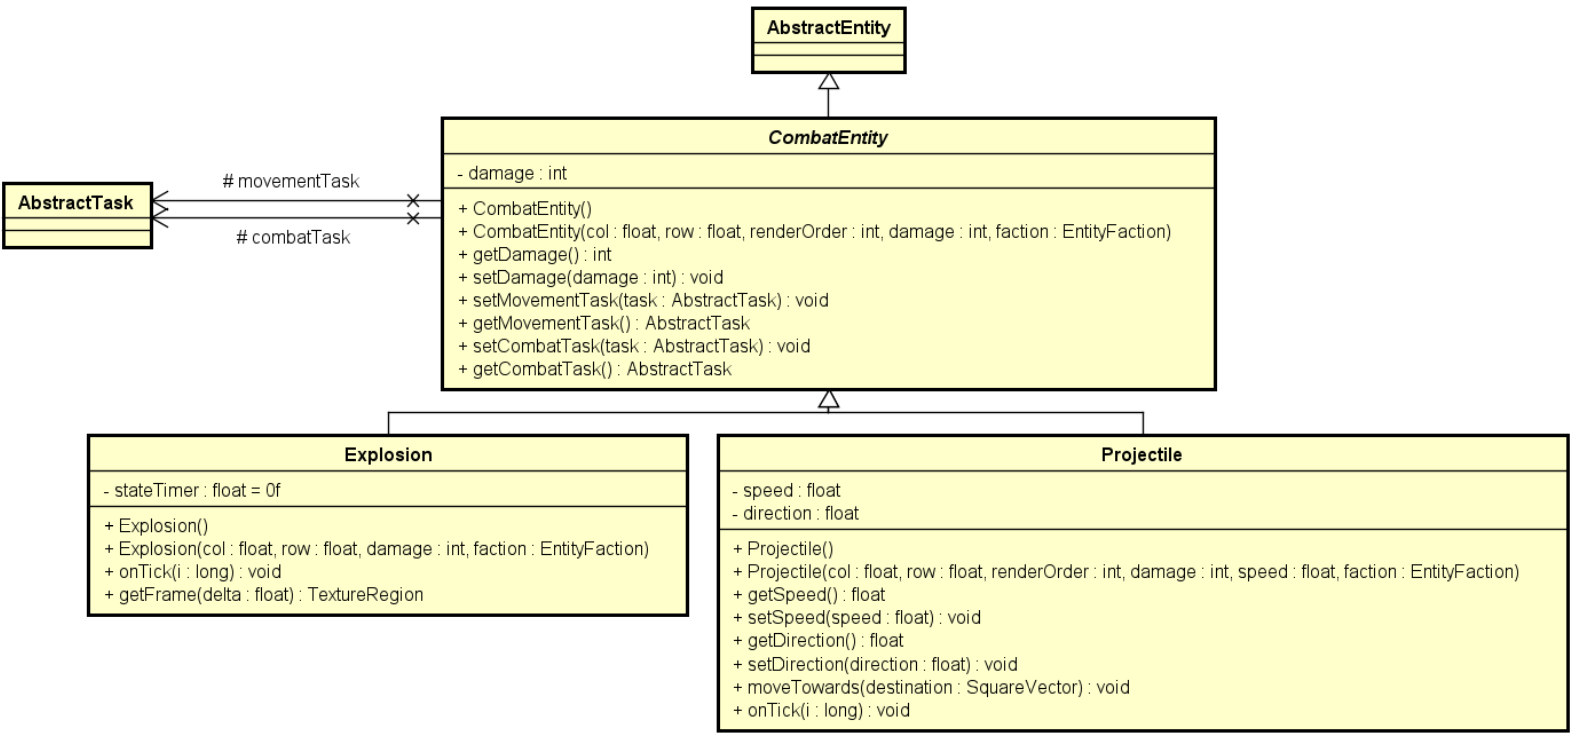 AbstractEntity
CombatEntity
- damage : int
+ CombatEntity()
+ CombatEntity(col : float, row : float, renderOrder : int, damage : int, faction : EntityFaction)
+ getDamage() : int
+ setDamage(damage : int) : void
+ setMovementTask(task : AbstractTask) : void
+ getMovementTask() : AbstractTask
+ setCombatTask(task : AbstractTask) : void
+ getCombatTask() : AbstractTask
# movementTask
AbstractTask
# combatTask
Explosion
- stateTimer : float = 0f
+ Explosion()
+ Explosion(col : float, row : float, damage : int, faction : EntityFaction)
+ onTick(i : long) : void
+ getFrame(delta : float) : TextureRegion
Projectile
- speed : float
- direction : float
+ Projectile()
+ Projectile(col : float, row : float, renderOrder : int, damage : int, speed : float, faction : EntityFaction)
+ getSpeed() : float
+ setSpeed(speed : float) : void
+ getDirection() : float
+ setDirection(direction : float) : void
+ moveTowards(destination : SquareVector) : void
+ onTick(i : long) : void